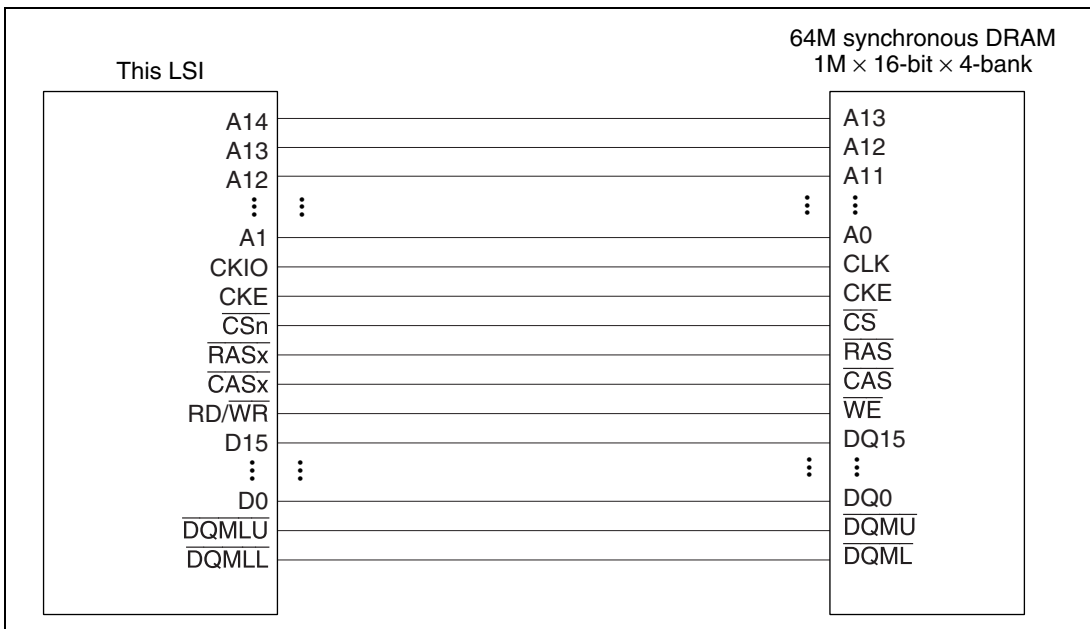 64M synchronous DRAM
1M × 16-bit × 4-bank
This LSI
A14 A13
A13 A12
A12 A11
A1 A0
CKIO CLK
CKE CKE
CSn CS
RASx RAS
CASx CAS
RD/WR WE
D15 DQ15
D0 DQ0
DQMLU DQMU
DQMLL DQML